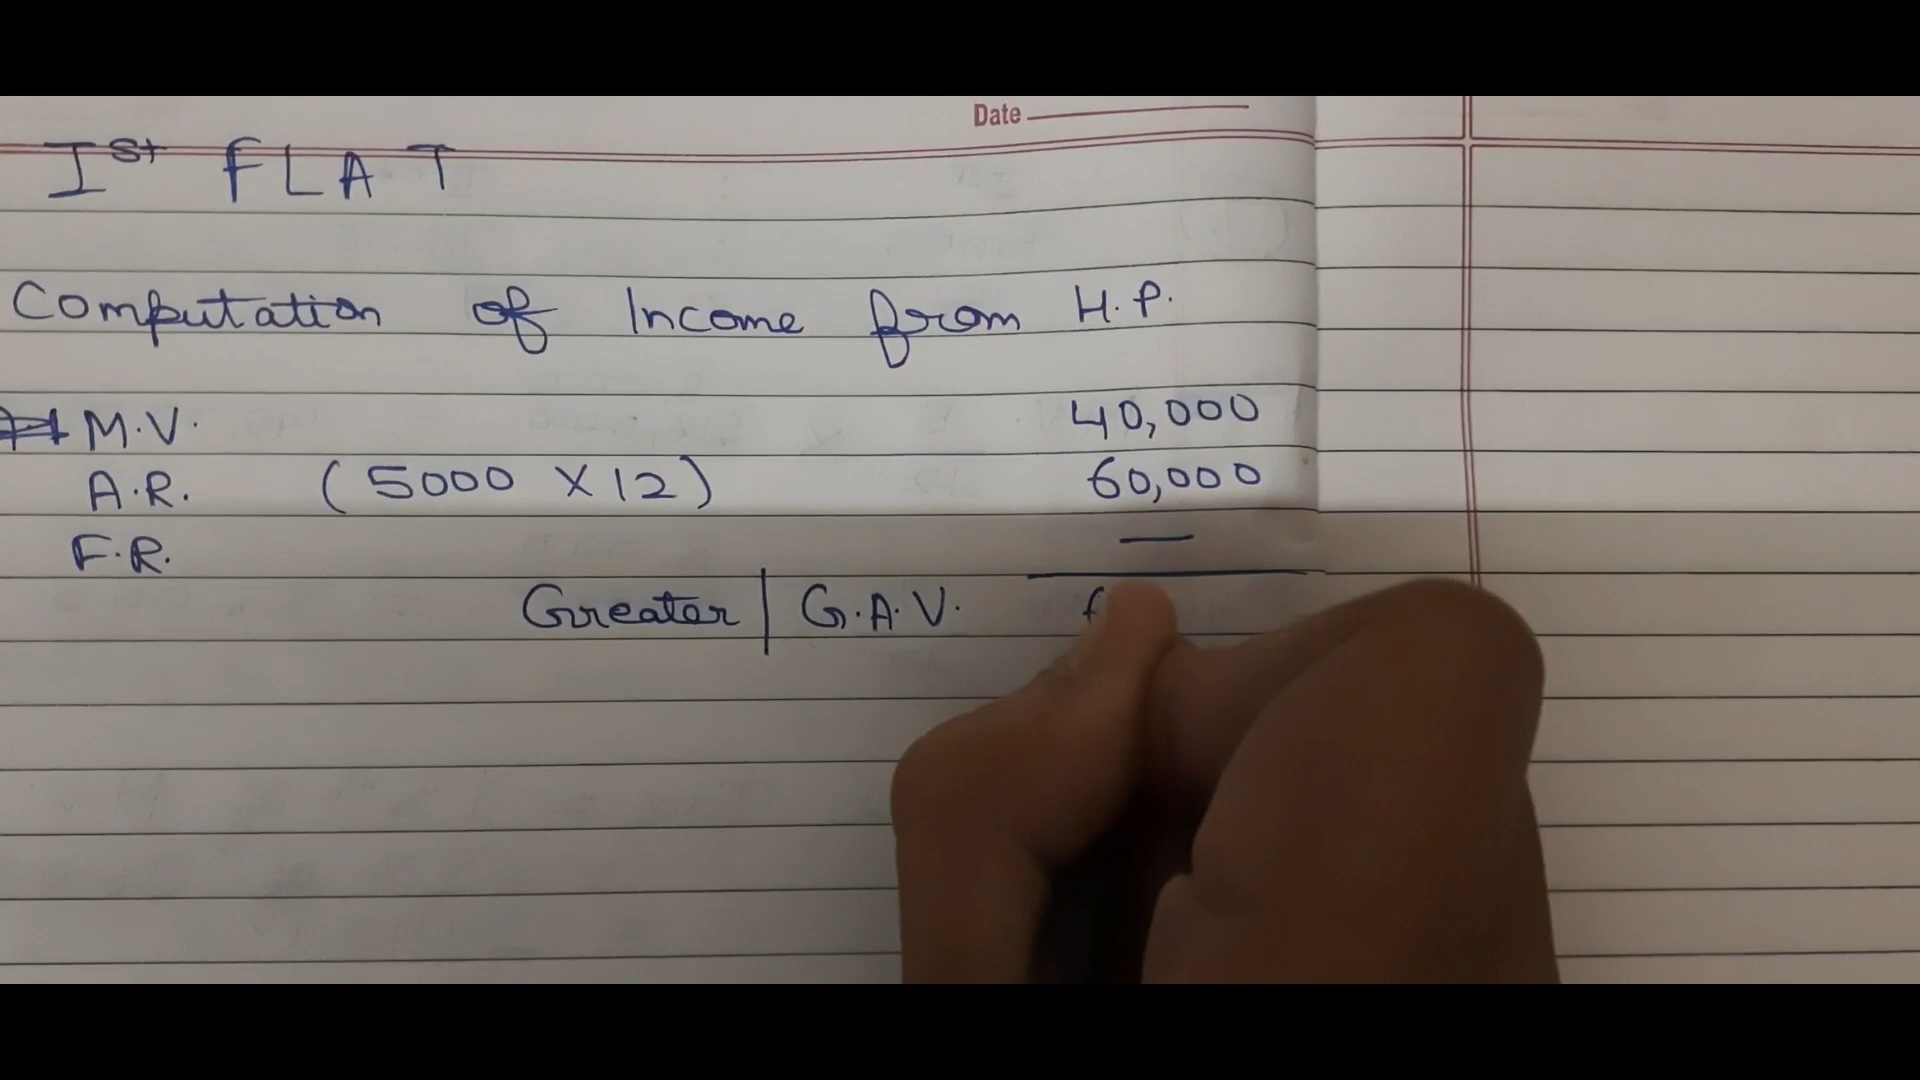 Date
Ist FLAT
Computation of Income from H.P.
M.V. 40,000
A.R. (5000 X 12) 60,000
F.R. —
Greater | G.A.V.